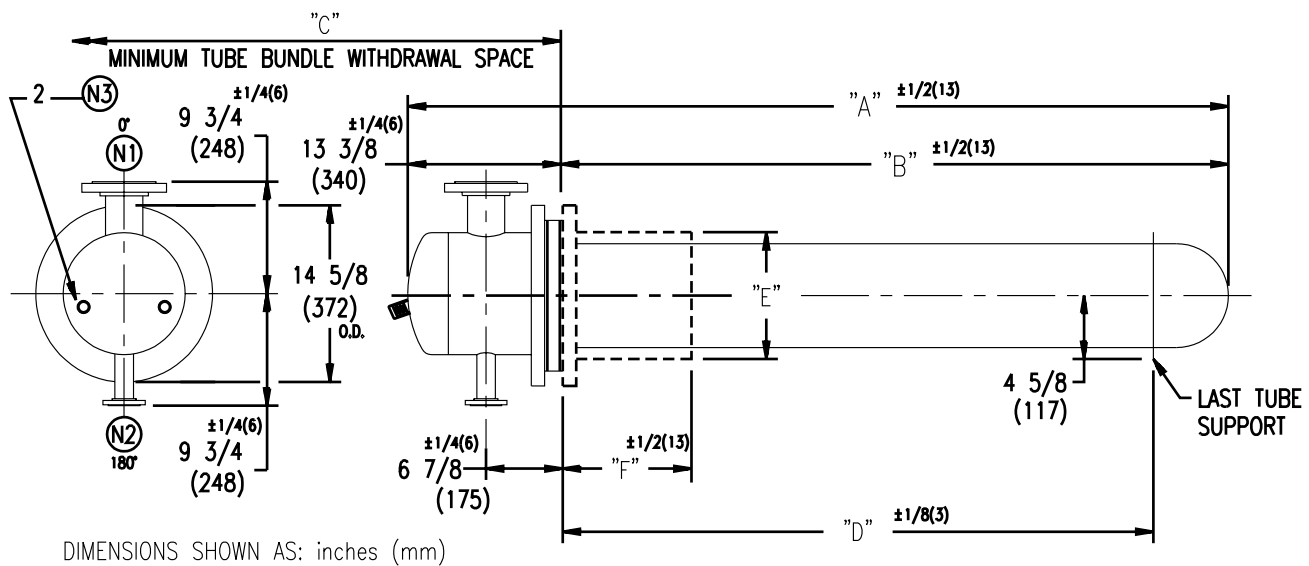 "C"
MINIMUM TUBE BUNDLE WITHDRAWAL SPACE
2 N3
±1/4(6)
9 3/4
(248)
0°
N1
±1/4(6)
13 3/8
(340)
"A" ±1/2(13)
"B" ±1/2(13)
14 5/8
(372)
O.D.
"E"
4 5/8
(117)
LAST TUBE
SUPPORT
N2
180°
±1/4(6)
9 3/4
(248)
±1/4(6)
6 7/8
(175)
±1/2(13)
"F"
"D" ±1/8(3)
DIMENSIONS SHOWN AS: inches (mm)